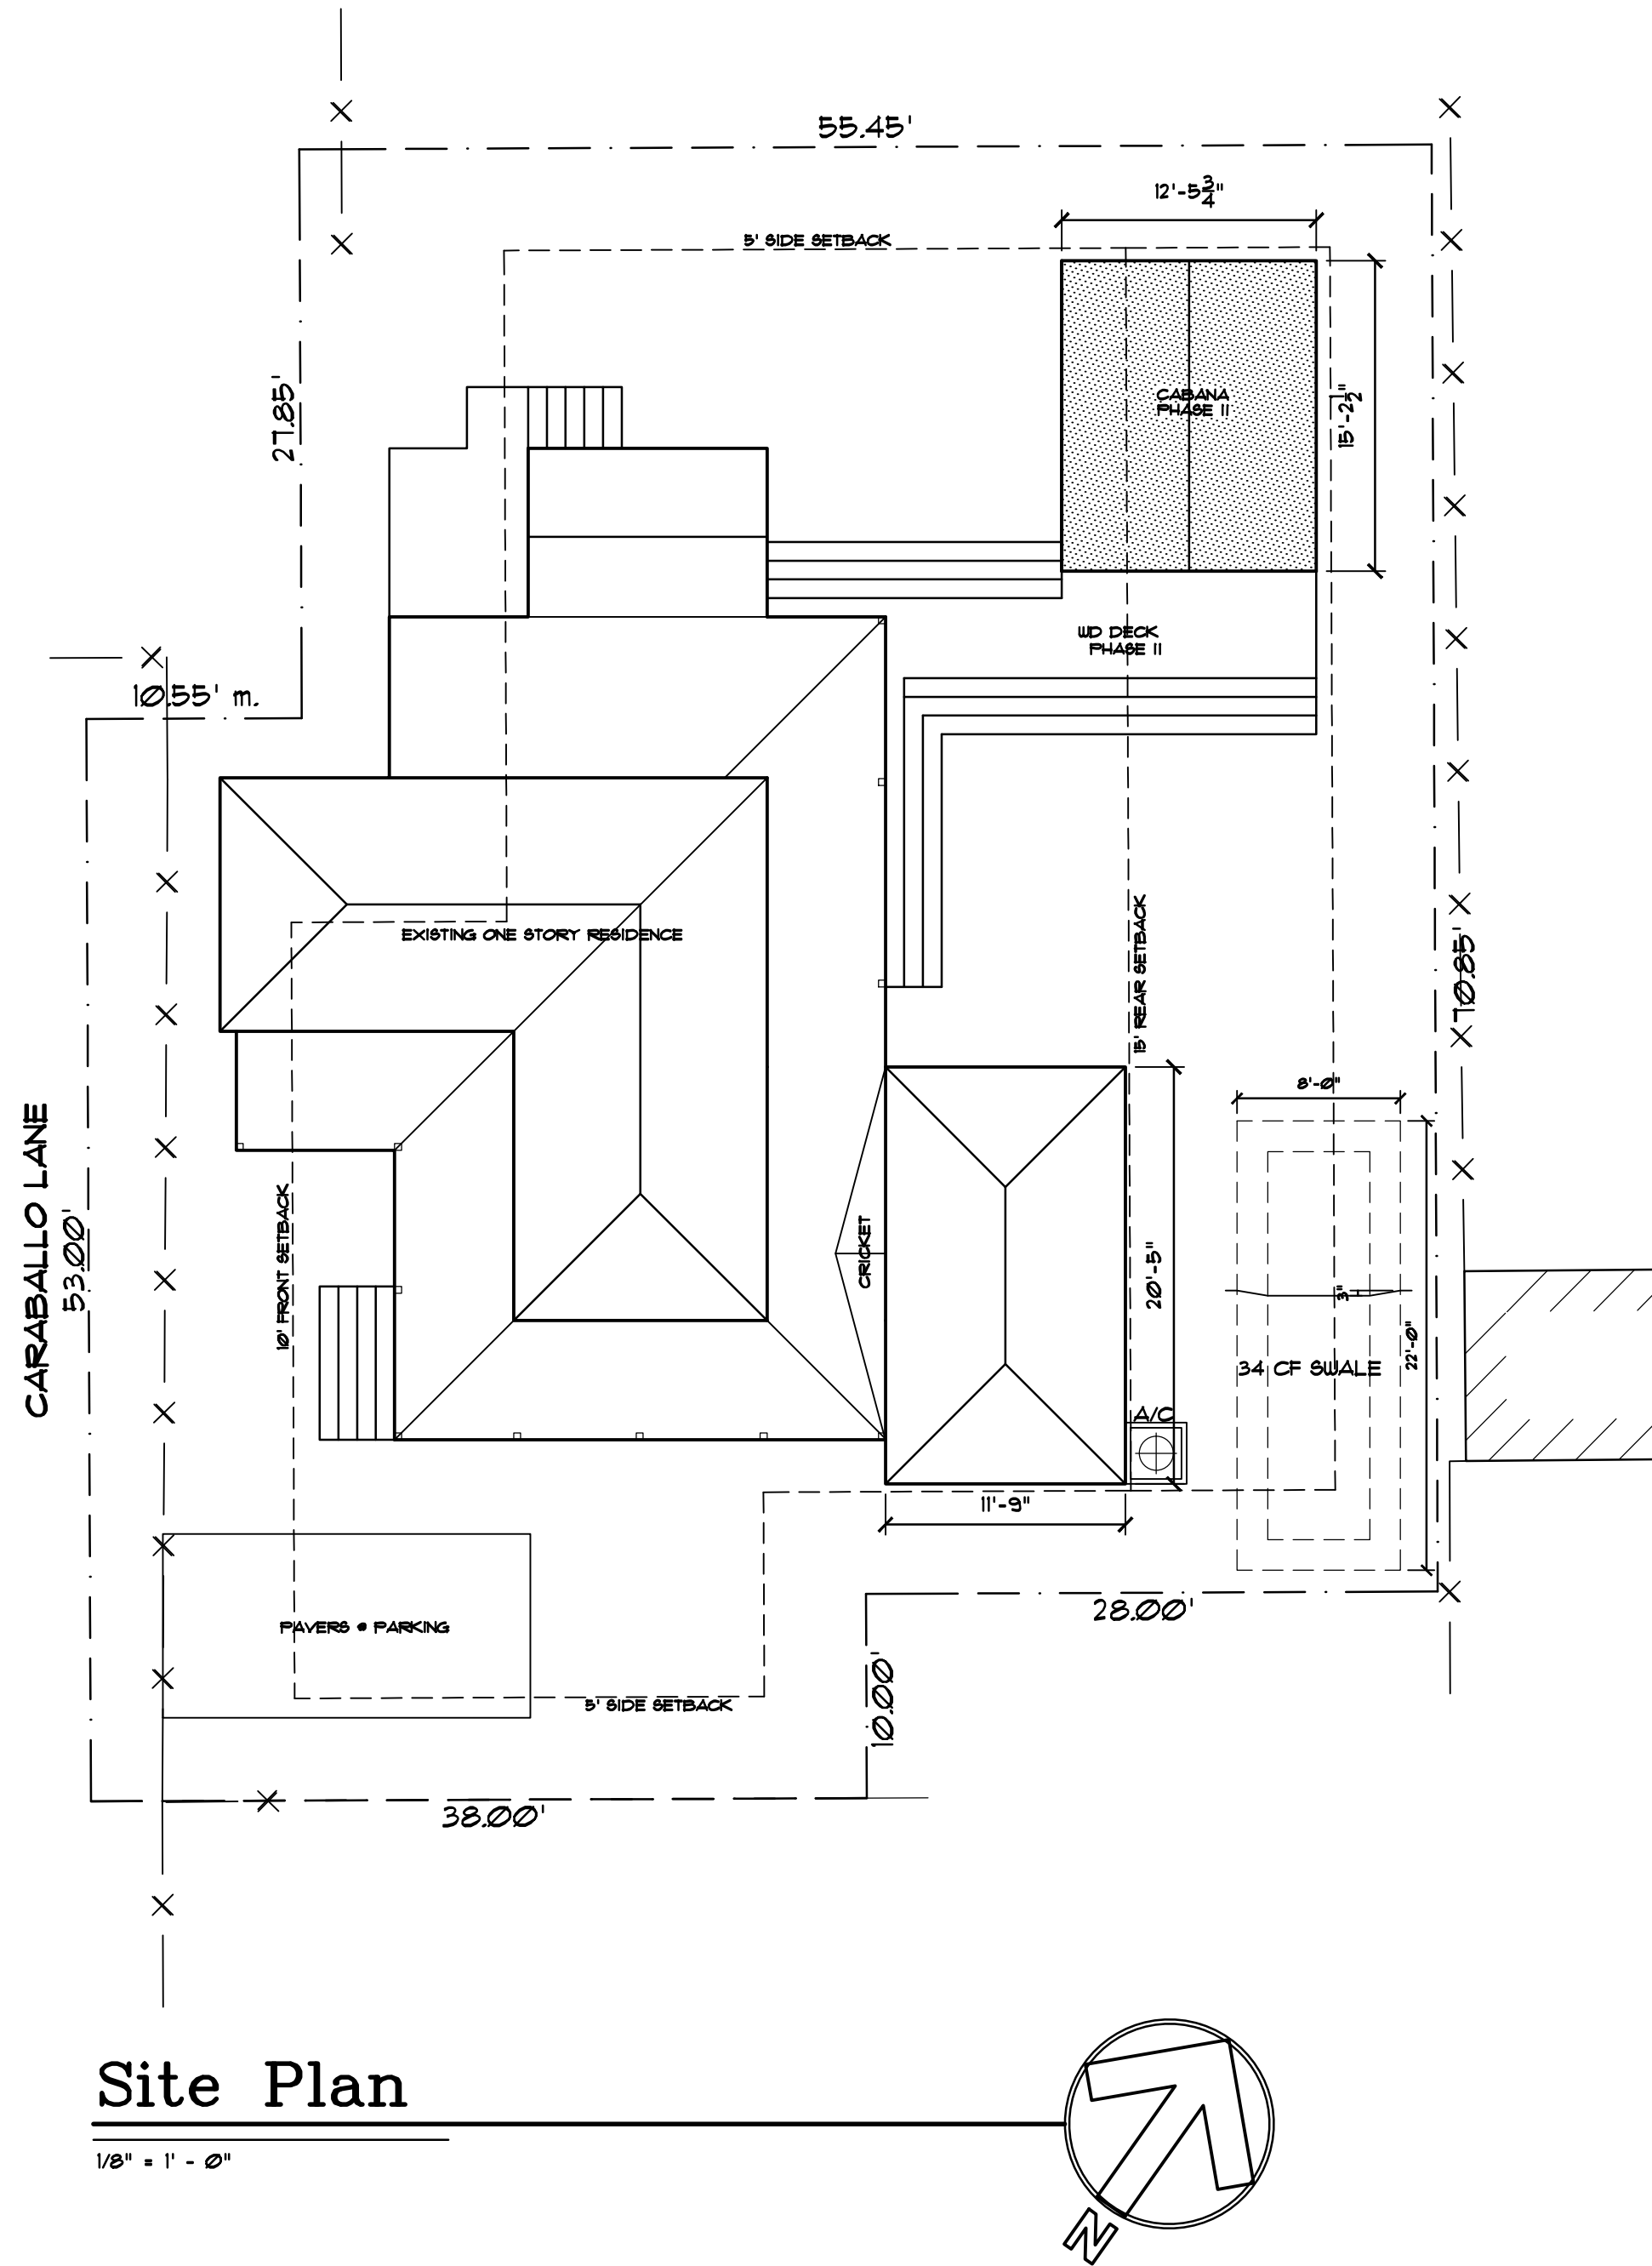 55.45'
12'-5 3/4"
5' SIDE SETBACK
27.85'
CABANA
PHASE II
15'-2 1/2"
WD DECK
PHASE II
10.55' m.
EXISTING ONE STORY RESIDENCE
15' REAR SETBACK
70.85'
8'-0"
CARABALLO LANE
53.00'
10' FRONT SETBACK
CRICKET
20'-5"
3"
22'-0"
34 CF SWALE
A/C
11'-9"
28.00'
PAVERS @ PARKING
5' SIDE SETBACK
10.00'
38.00'
Site Plan
1/8" = 1' - 0"
N